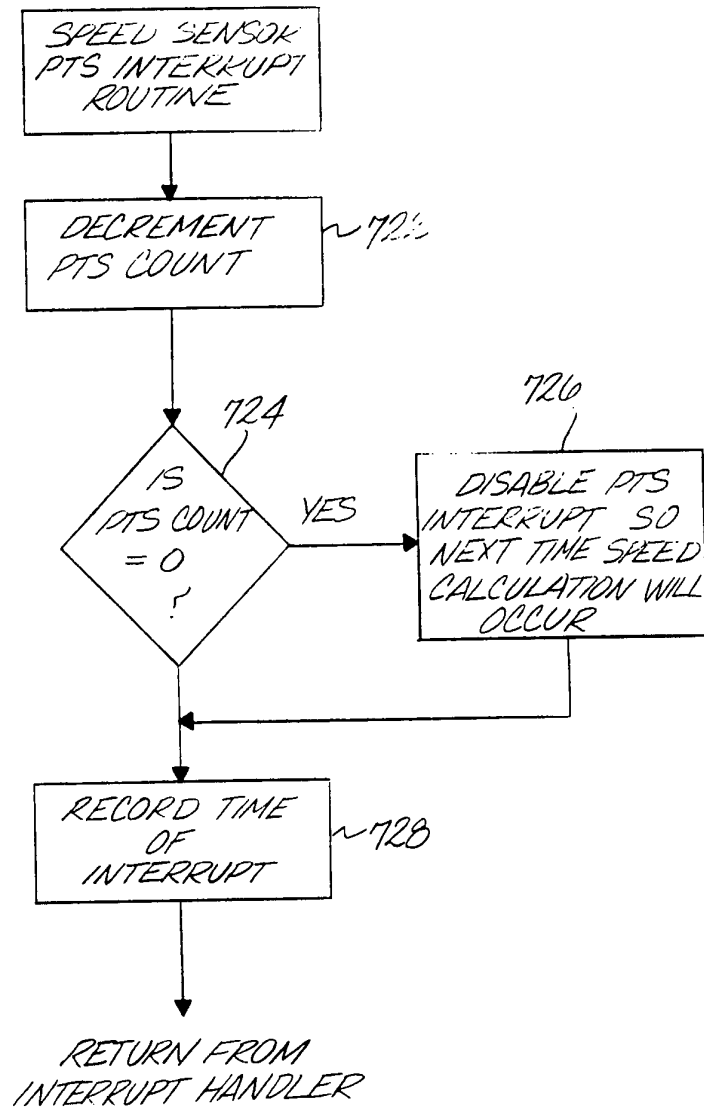 SPEED SENSOR
PTS INTERRUPT
ROUTINE
DECREMENT
PTS COUNT
724
726
IS
PTS COUNT
= 0
?
YES
DISABLE PTS
INTERRUPT SO
NEXT TIME SPEED
CALCULATION WILL
OCCUR
RECORD TIME
OF
INTERRUPT
728
RETURN FROM
INTERRUPT HANDLER